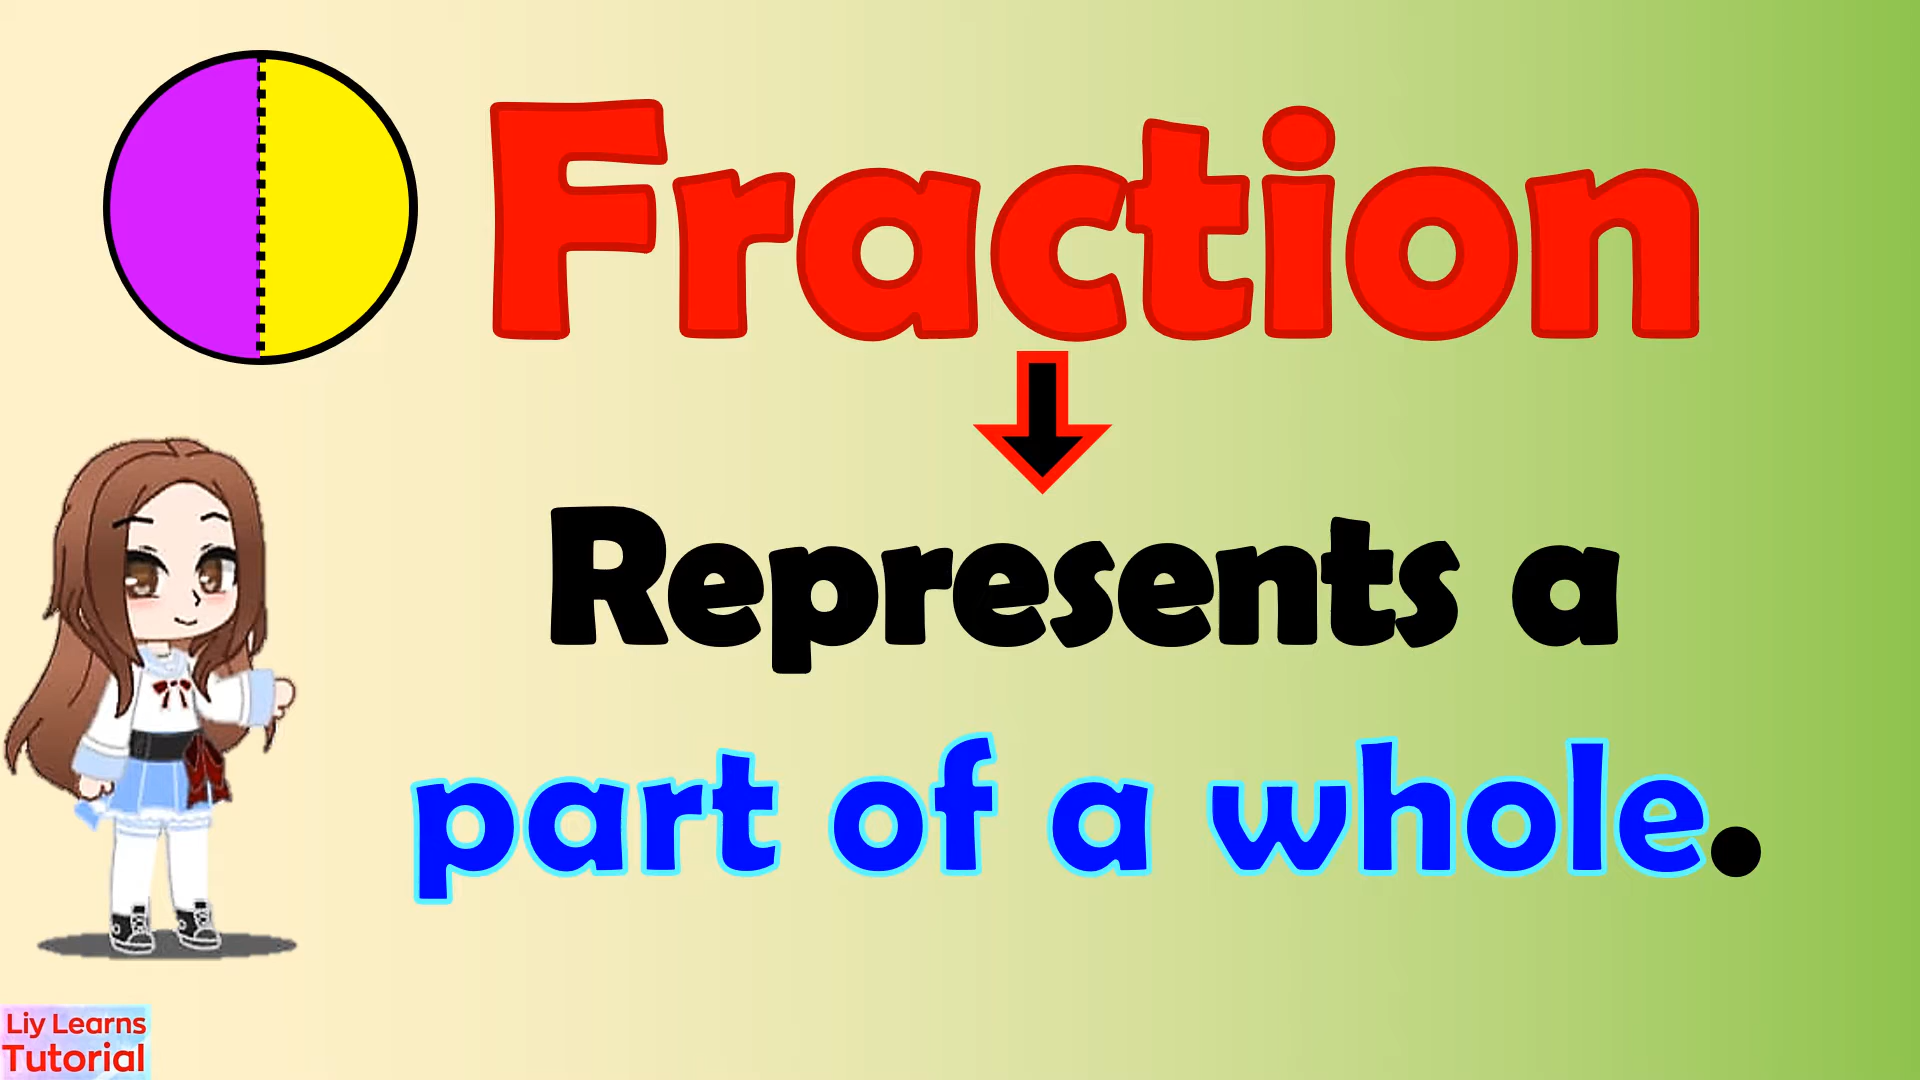 Fraction
Represents a
part of a whole.
Liy Learns
Tutorial